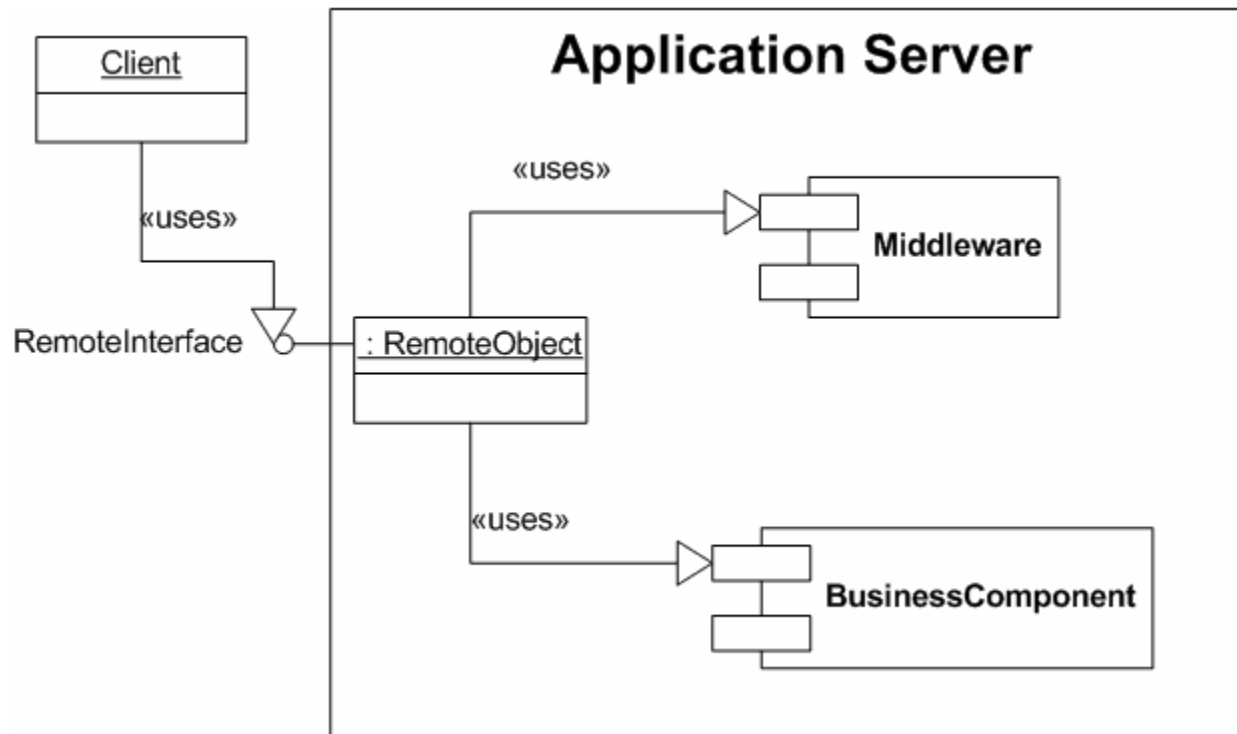 Client
Application Server
«uses»
«uses»
Middleware
RemoteInterface
: RemoteObject
«uses»
BusinessComponent